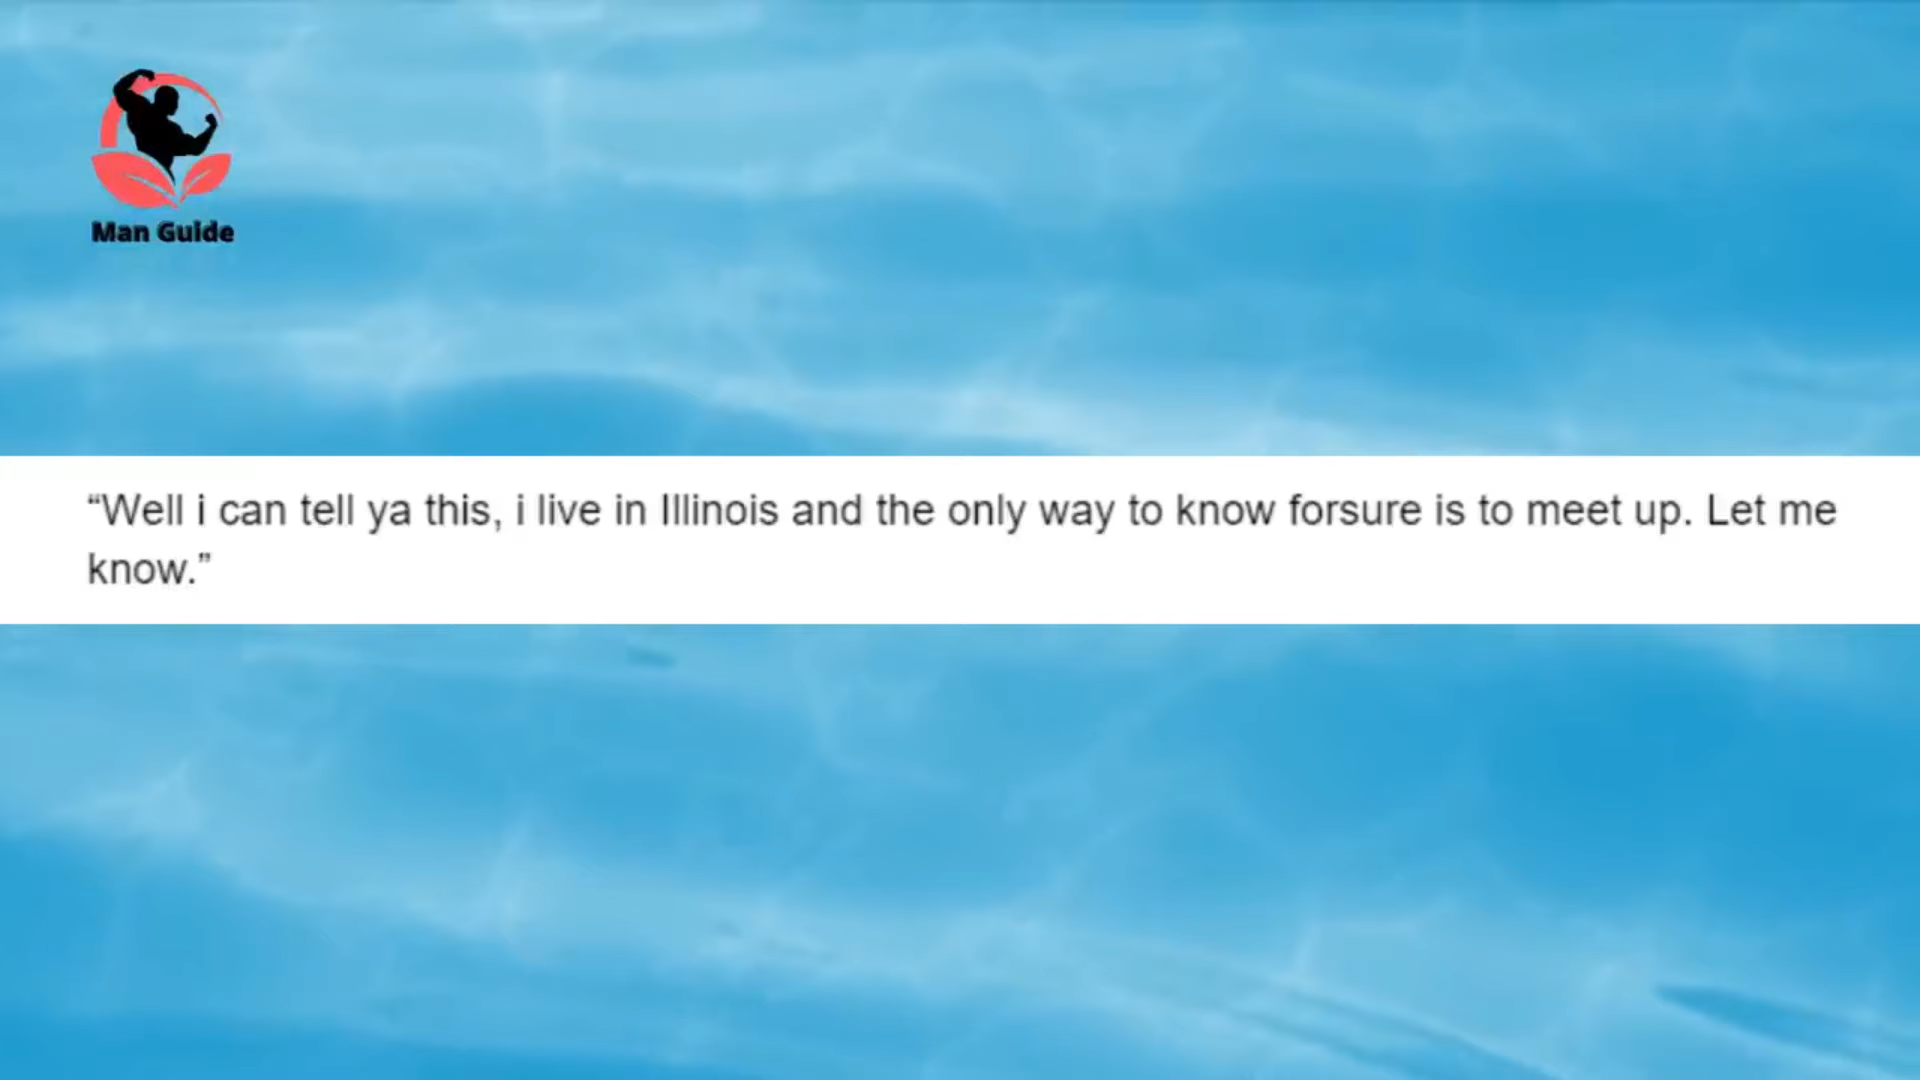 Man Guide
“Well i can tell ya this, i live in Illinois and the only way to know forsure is to meet up. Let me
know.”